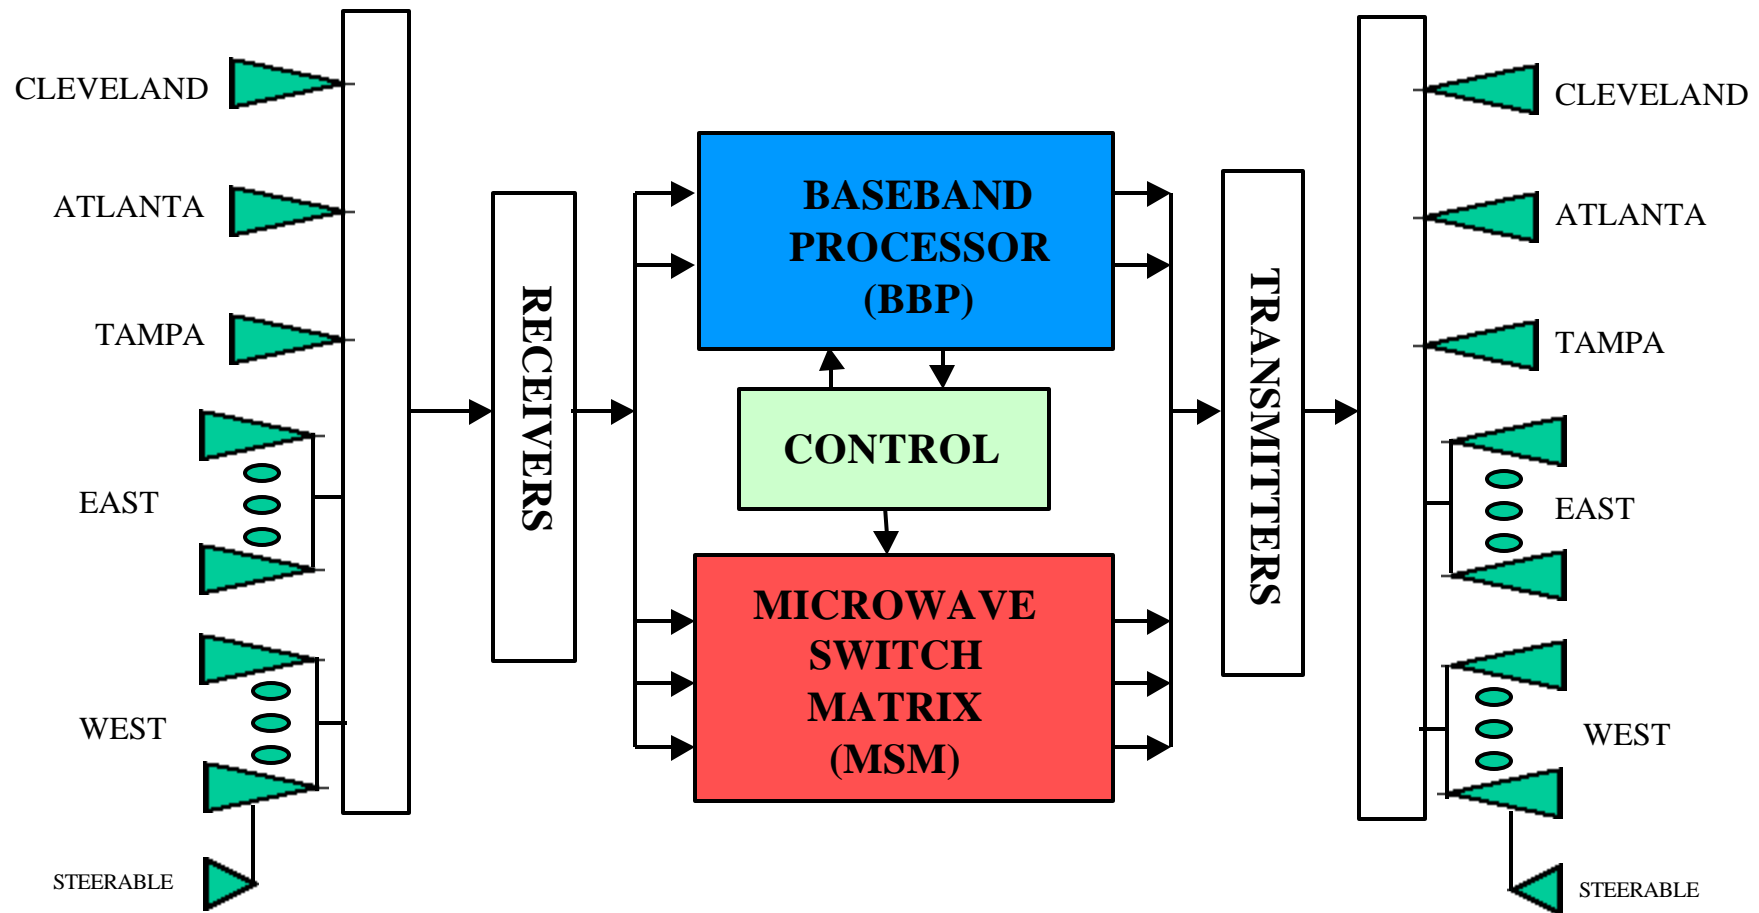 CLEVELAND
ATLANTA
TAMPA
EAST
WEST
STEERABLE
RECEIVERS
BASEBAND
PROCESSOR
(BBP)
CONTROL
MICROWAVE
SWITCH
MATRIX
(MSM)
TRANSMITTERS
CLEVELAND
ATLANTA
TAMPA
EAST
WEST
STEERABLE